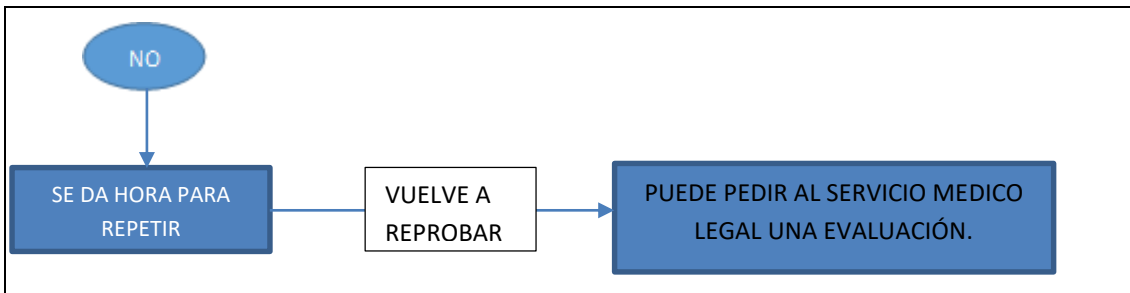 NO
SE DA HORA PARA
REPETIR
VUELVE A
REPROBAR
PUEDE PEDIR AL SERVICIO MEDICO
LEGAL UNA EVALUACIÓN.